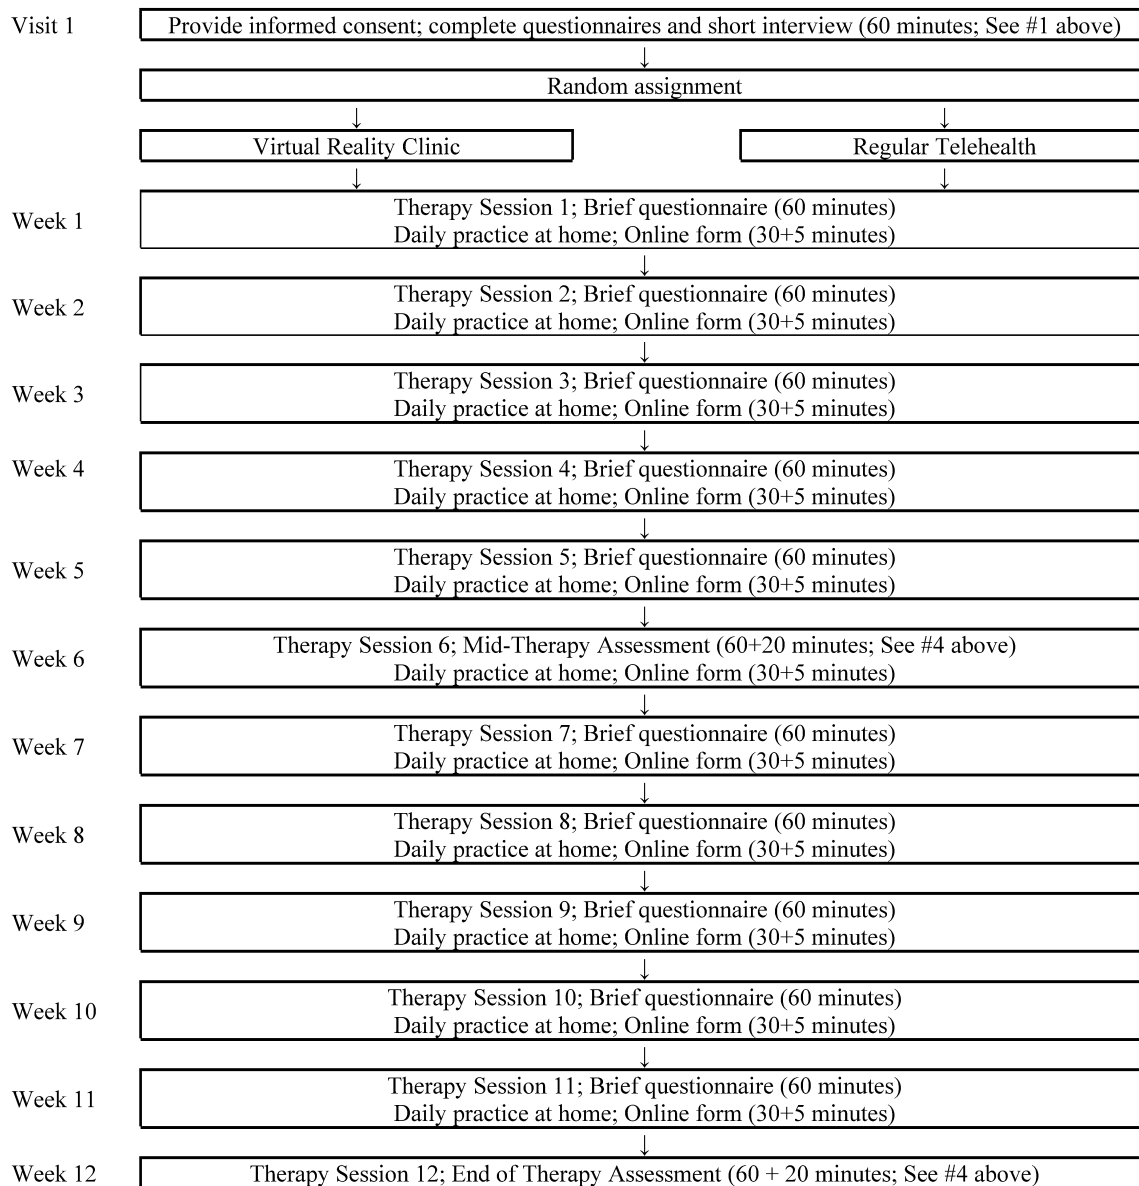 Visit 1
Provide informed consent; complete questionnaires and short interview (60 minutes; See #1 above)
↓
Random assignment
↓ ↓
Virtual Reality Clinic Regular Telehealth
↓ ↓
Week 1
Therapy Session 1; Brief questionnaire (60 minutes)
Daily practice at home; Online form (30+5 minutes)
↓
Week 2
Therapy Session 2; Brief questionnaire (60 minutes)
Daily practice at home; Online form (30+5 minutes)
↓
Week 3
Therapy Session 3; Brief questionnaire (60 minutes)
Daily practice at home; Online form (30+5 minutes)
↓
Week 4
Therapy Session 4; Brief questionnaire (60 minutes)
Daily practice at home; Online form (30+5 minutes)
↓
Week 5
Therapy Session 5; Brief questionnaire (60 minutes)
Daily practice at home; Online form (30+5 minutes)
↓
Week 6
Therapy Session 6; Mid-Therapy Assessment (60+20 minutes; See #4 above)
Daily practice at home; Online form (30+5 minutes)
↓
Week 7
Therapy Session 7; Brief questionnaire (60 minutes)
Daily practice at home; Online form (30+5 minutes)
↓
Week 8
Therapy Session 8; Brief questionnaire (60 minutes)
Daily practice at home; Online form (30+5 minutes)
↓
Week 9
Therapy Session 9; Brief questionnaire (60 minutes)
Daily practice at home; Online form (30+5 minutes)
↓
Week 10
Therapy Session 10; Brief questionnaire (60 minutes)
Daily practice at home; Online form (30+5 minutes)
↓
Week 11
Therapy Session 11; Brief questionnaire (60 minutes)
Daily practice at home; Online form (30+5 minutes)
↓
Week 12
Therapy Session 12; End of Therapy Assessment (60 + 20 minutes; See #4 above)